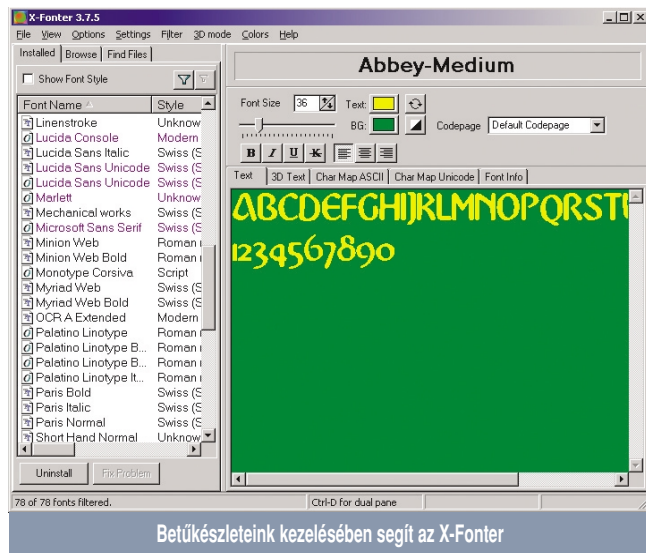 X-Fonter 3.7.5
File View Options Settings Filter 3D mode Colors Help
Installed Browse Find Files
Show Font Style
Font Name Style
Linenstroke Unknow
Lucida Console Modern
Lucida Sans Italic Swiss (S
Lucida Sans Unicode Swiss (S
Lucida Sans Unicode Swiss (S
Marlett Unknow
Mechanical works Swiss (S
Microsoft Sans Serif Swiss (S
Minion Web Roman (
Minion Web Bold Roman (
Monotype Corsiva Script
Myriad Web Swiss (S
Myriad Web Bold Swiss (S
OCR A Extended Modern
Palatino Linotype Roman (
Palatino Linotype B... Roman (
Palatino Linotype B... Roman (
Palatino Linotype It... Roman (
Paris Bold Swiss (S
Paris Italic Swiss (S
Paris Normal Swiss (S
Short Hand Normal Unknow
Uninstall Fix Problem
Abbey-Medium
Font Size 36 Text:
BG: Codepage Default Codepage
B I U K
Text 3D Text Char Map ASCII Char Map Unicode Font Info
ABCDEFGHIJKLMNOPQRSTU
1234567890
78 of 78 fonts filtered. Ctrl-D for dual pane
Betűkészleteink kezelésében segít az X-Fonter